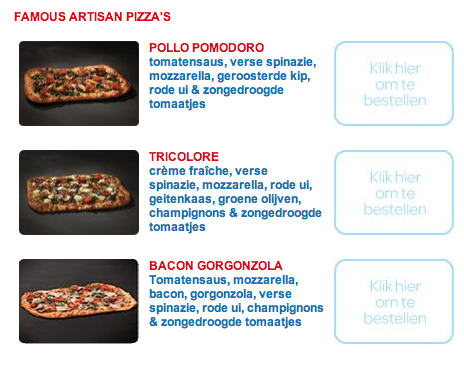 FAMOUS ARTISAN PIZZA'S
POLLO POMODORO
tomatensaus, verse spinazie,
mozzarella, geroosterde kip,
rode ui & zongedroogde
tomaatjes
Klik hier
om te
bestellen
TRICOLORE
crème fraîche, verse
spinazie, mozzarella, rode ui,
geitenkaas, groene olijven,
champignons & zongedroogde
tomaatjes
Klik hier
om te
bestellen
BACON GORGONZOLA
Tomatensaus, mozzarella,
bacon, gorgonzola, verse
spinazie, rode ui, champignons
& zongedroogde tomaatjes
Klik hier
om te
bestellen